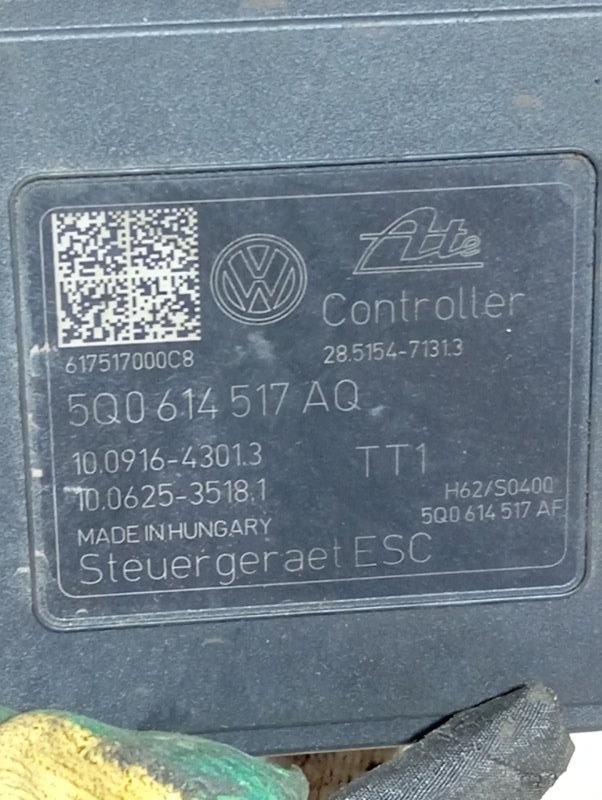 VW
Ate
Controller
617517000C8
28.5154-7131.3
5Q0 614 517 AQ
10.0916-4301.3
TT1
10.0625-3518.1
H62/S0400
5Q0 614 517 AF
MADE IN HUNGARY
Steuergeraet ESC